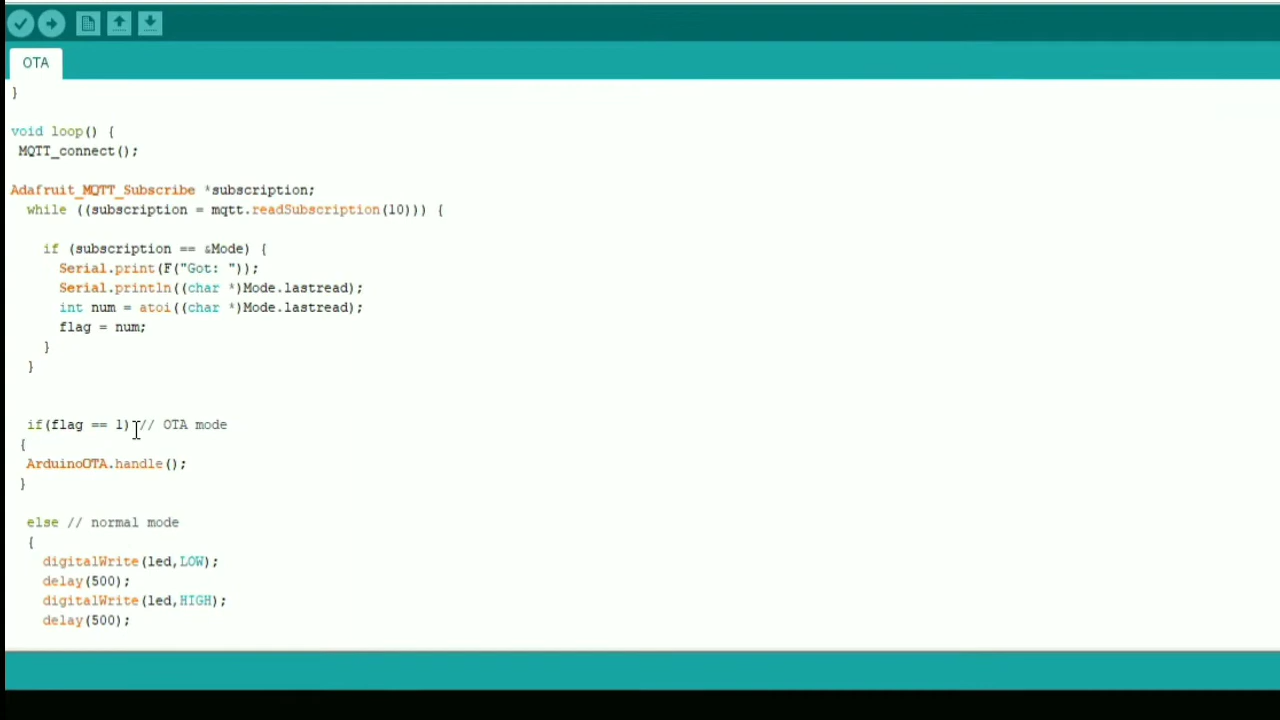 OTA
}
void loop() {
MQTT_connect();
Adafruit_MQTT_Subscribe *subscription;
while ((subscription = mqtt.readSubscription(10))) {
if (subscription == &Mode) {
Serial.print(F("Got: "));
Serial.println((char *)Mode.lastread);
int num = atoi((char *)Mode.lastread);
flag = num;
}
}
if(flag == 1) // OTA mode
{
ArduinoOTA.handle();
}
else // normal mode
{
digitalWrite(led,LOW);
delay(500);
digitalWrite(led,HIGH);
delay(500);